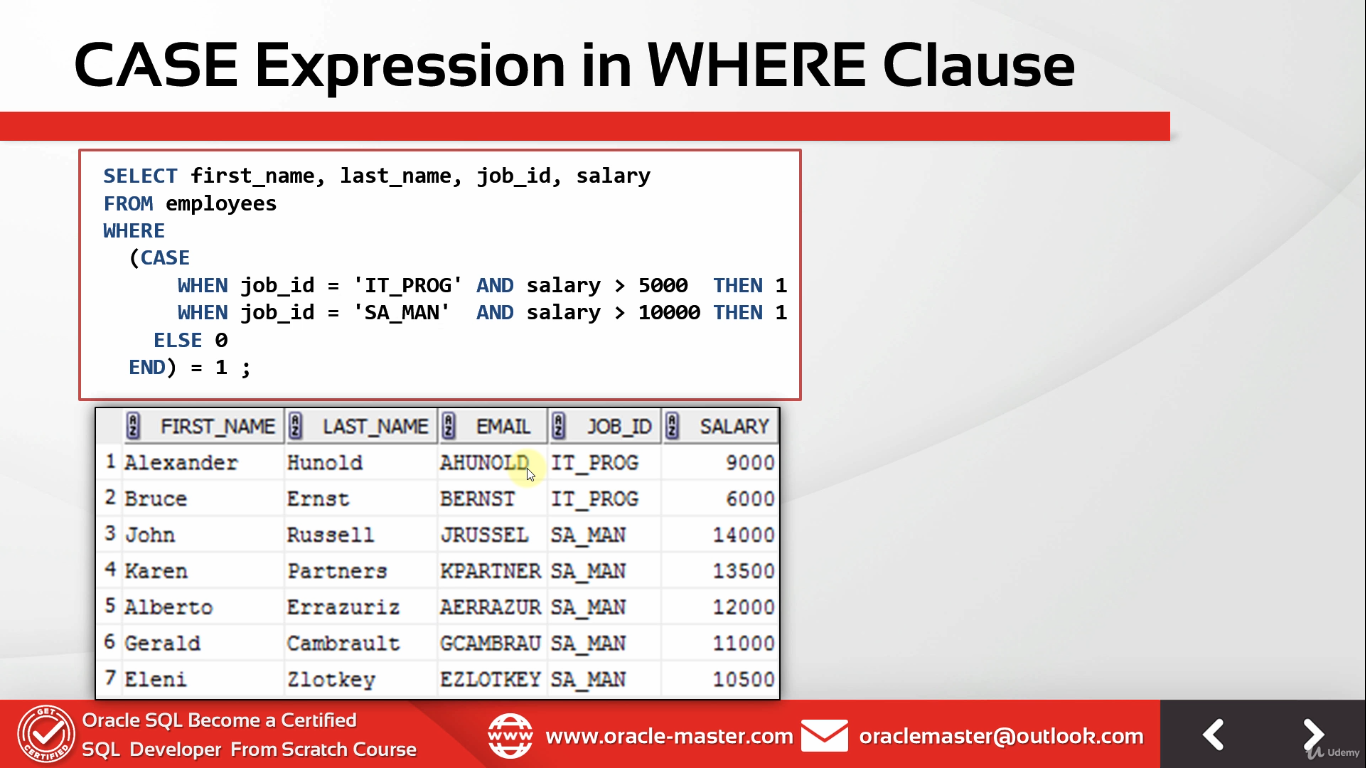 CASE Expression in WHERE Clause
SELECT first_name, last_name, job_id, salary
FROM employees
WHERE
(CASE
WHEN job_id = 'IT_PROG' AND salary > 5000 THEN 1
WHEN job_id = 'SA_MAN' AND salary > 10000 THEN 1
ELSE 0
END) = 1 ;
FIRST_NAME LAST_NAME EMAIL JOB_ID SALARY
1 Alexander Hunold AHUNOLD IT_PROG 9000
2 Bruce Ernst BERNST IT_PROG 6000
3 John Russell JRUSSEL SA_MAN 14000
4 Karen Partners KPARTNER SA_MAN 13500
5 Alberto Errazuriz AERRAZUR SA_MAN 12000
6 Gerald Cambrault GCAMBRAU SA_MAN 11000
7 Eleni Zlotkey EZLOTKEY SA_MAN 10500
GET CERTIFIED
Oracle SQL Become a Certified
SQL Developer From Scratch Course
www
www.oracle-master.com
oraclemaster@outlook.com
Udemy